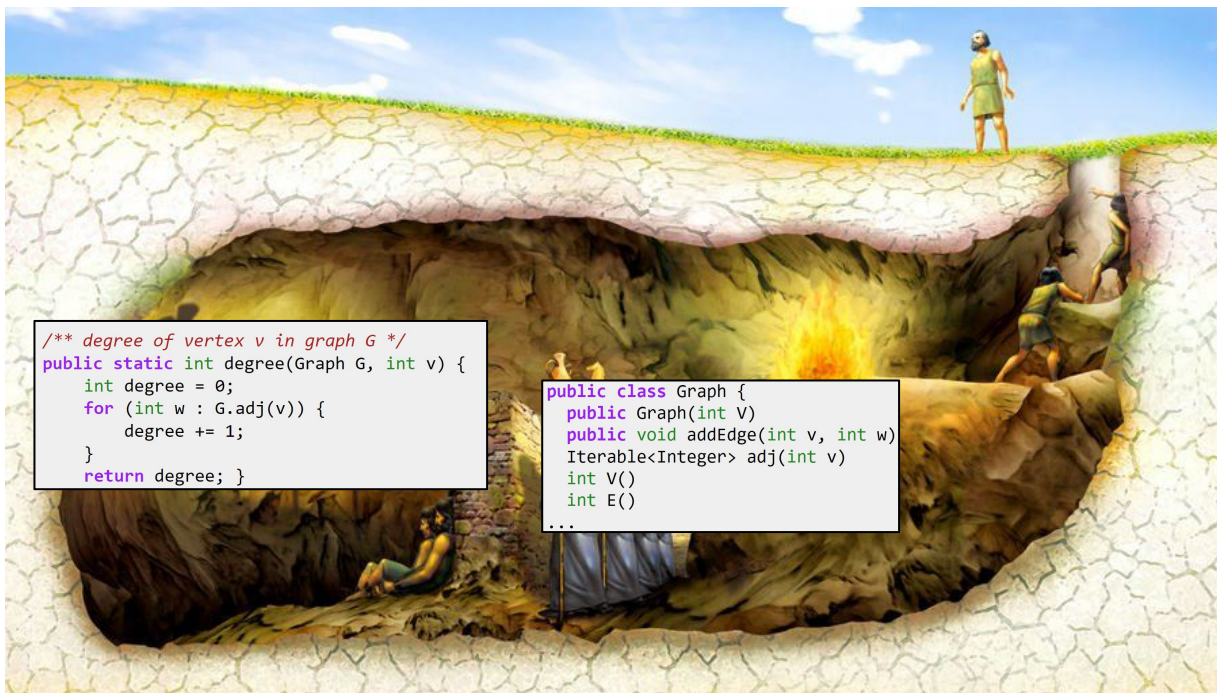 /** degree of vertex v in graph G */
public static int degree(Graph G, int v) {
    int degree = 0;
    for (int w : G.adj(v)) {
        degree += 1;
    }
    return degree; }
public class Graph {
  public Graph(int V)
  public void addEdge(int v, int w)
  Iterable<Integer> adj(int v)
  int V()
  int E()
...